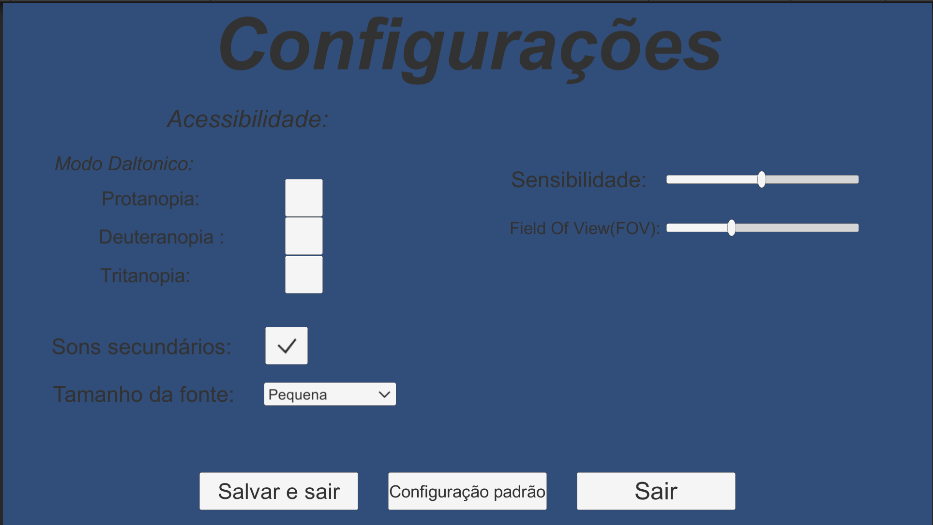 Configurações
Acessibilidade:
Modo Daltonico:
Protanopia:
Deuteranopia :
Tritanopia:
Sons secundários:
Tamanho da fonte: Pequena
Sensibilidade:
Field Of View(FOV):
Salvar e sair
Configuração padrão
Sair